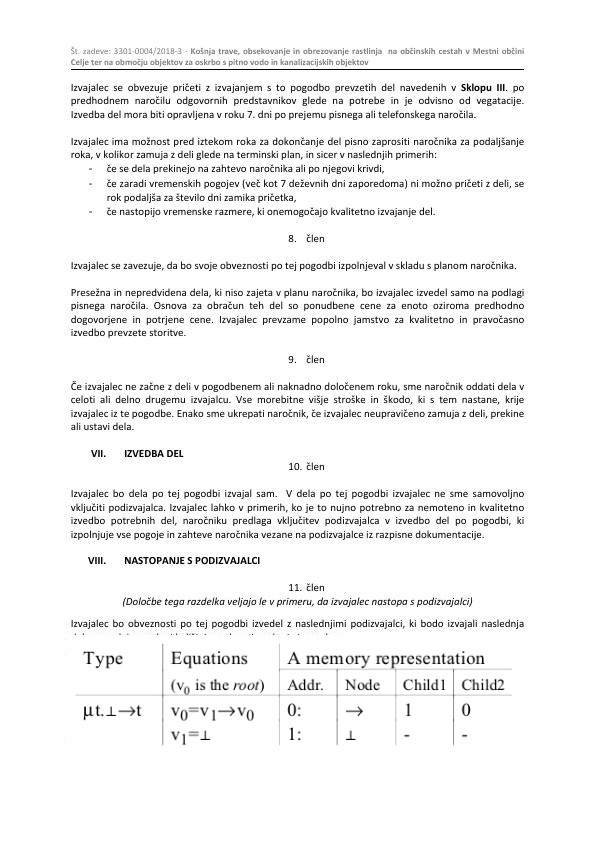 Št. zadeve: 3301-0004/2018-3 - Košnja trave, obsekovanje in obrezovanje rastlinja na občinskih cestah v Mestni občini
Celje ter na območju objektov za oskrbo s pitno vodo in kanalizacijskih objektov
Izvajalec se obvezuje pričeti z izvajanjem s to pogodbo prevzetih del navedenih v Sklopu III. po
predhodnem naročilu odgovornih predstavnikov glede na potrebe in je odvisno od vegetacije.
Izvedba del mora biti opravljena v roku 7. dni po prejemu pisnega ali telefonskega naročila.
Izvajalec ima možnost pred iztekom roka za dokončanje del pisno zaprositi naročnika za podaljšanje
roka, v kolikor zamuja z deli glede na terminski plan, in sicer v naslednjih primerih:
- če se dela prekinejo na zahtevo naročnika ali po njegovi krivdi,
- če zaradi vremenskih pogojev (več kot 7 deževnih dni zaporedoma) ni možno pričeti z deli, se
rok podaljša za število dni zamika pričetka,
- če nastopijo vremenske razmere, ki onemogočajo kvalitetno izvajanje del.
8. člen
Izvajalec se zavezuje, da bo svoje obveznosti po tej pogodbi izpolnjeval v skladu s planom naročnika.
Presežna in nepredvidena dela, ki niso zajeta v planu naročnika, bo izvajalec izvedel samo na podlagi
pisnega naročila. Osnova za obračun teh del so ponudbene cene za enoto oziroma predhodno
dogovorjene in potrjene cene. Izvajalec prevzame popolno jamstvo za kvalitetno in pravočasno
izvedbo prevzete storitve.
9. člen
Če izvajalec ne začne z deli v pogodbenem ali naknadno določenem roku, sme naročnik oddati dela v
celoti ali delno drugemu izvajalcu. Vse morebitne višje stroške in škodo, ki s tem nastane, krije
izvajalec iz te pogodbe. Enako sme ukrepati naročnik, če izvajalec neupravičeno zamuja z deli, prekine
ali ustavi dela.
VII. IZVEDBA DEL
10. člen
Izvajalec bo dela po tej pogodbi izvajal sam. V dela po tej pogodbi izvajalec ne sme samovoljno
vključiti podizvajalca. Izvajalec lahko v primerih, ko je to nujno potrebno za nemoteno in kvalitetno
izvedbo potrebnih del, naročniku predlaga vključitev podizvajalca v izvedbo del po pogodbi, ki
izpolnjuje vse pogoje in zahteve naročnika vezane na podizvajalce iz razpisne dokumentacije.
VIII. NASTOPANJE S PODIZVAJALCI
11. člen
(Določbe tega razdelka veljajo le v primeru, da izvajalec nastopa s podizvajalci)
Izvajalec bo obveznosti po tej pogodbi izvedel z naslednjimi podizvajalci, ki bodo izvajali naslednja
Type Equations A memory representation
(v0 is the root) Addr. Node Child1 Child2
μt.⊥→t v0=v1→v0 0: → 1 0
v1=⊥ 1: ⊥ - -